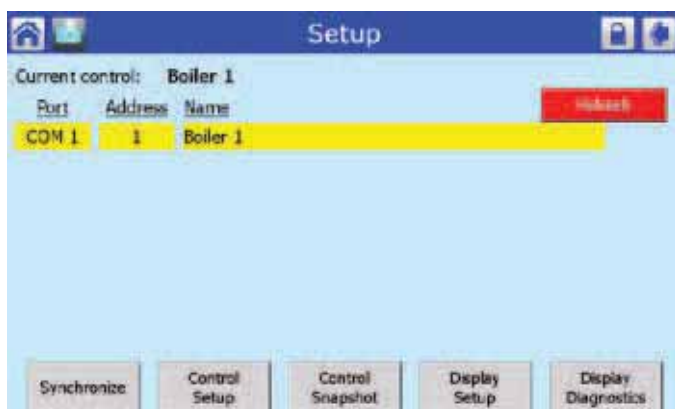 Setup
Current control: Boiler 1
Port Address Name
COM 1 1 Boiler 1
Synchronize
Control Setup
Control Snapshot
Display Setup
Display Diagnostics